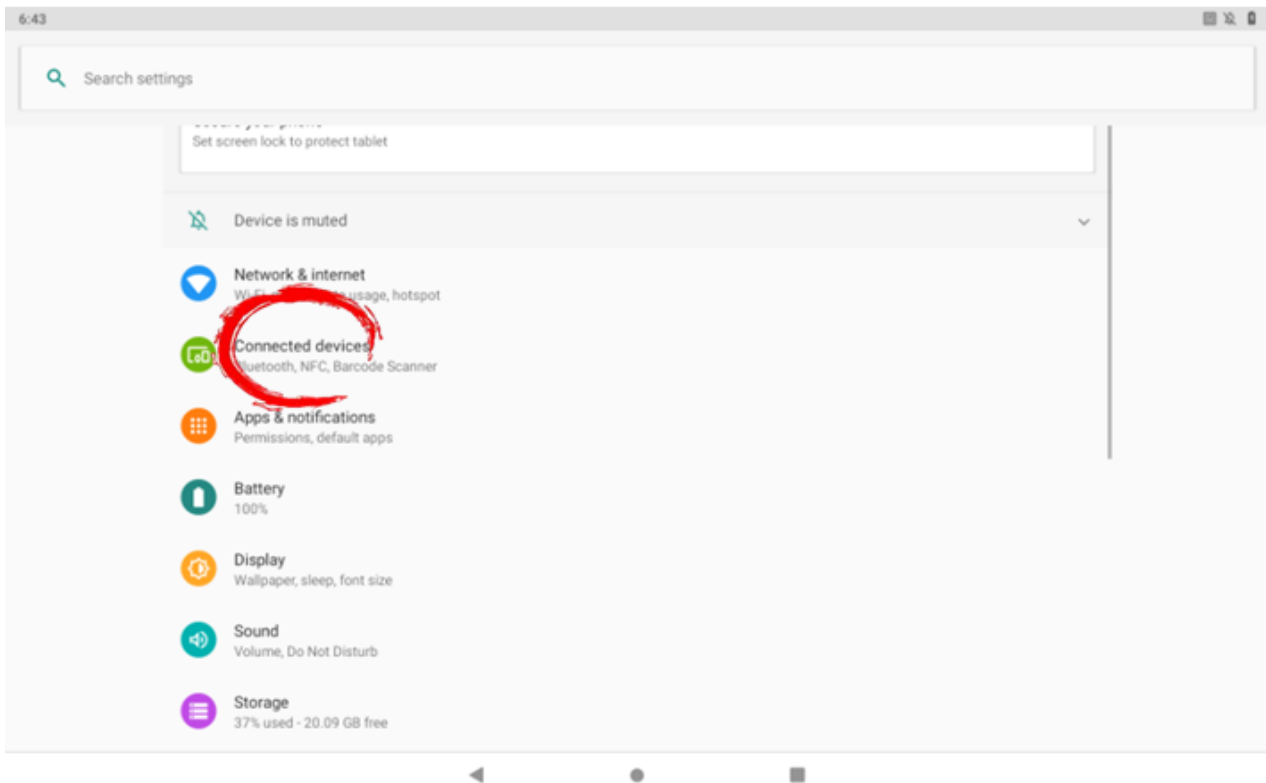 6:43
Search settings
Set screen lock to protect tablet
Device is muted
Network & internet
usage, hotspot
Connected devices
Bluetooth, NFC, Barcode Scanner
Apps & notifications
Permissions, default apps
Battery
100%
Display
Wallpaper, sleep, font size
Sound
Volume, Do Not Disturb
Storage
37% used - 20.09 GB free